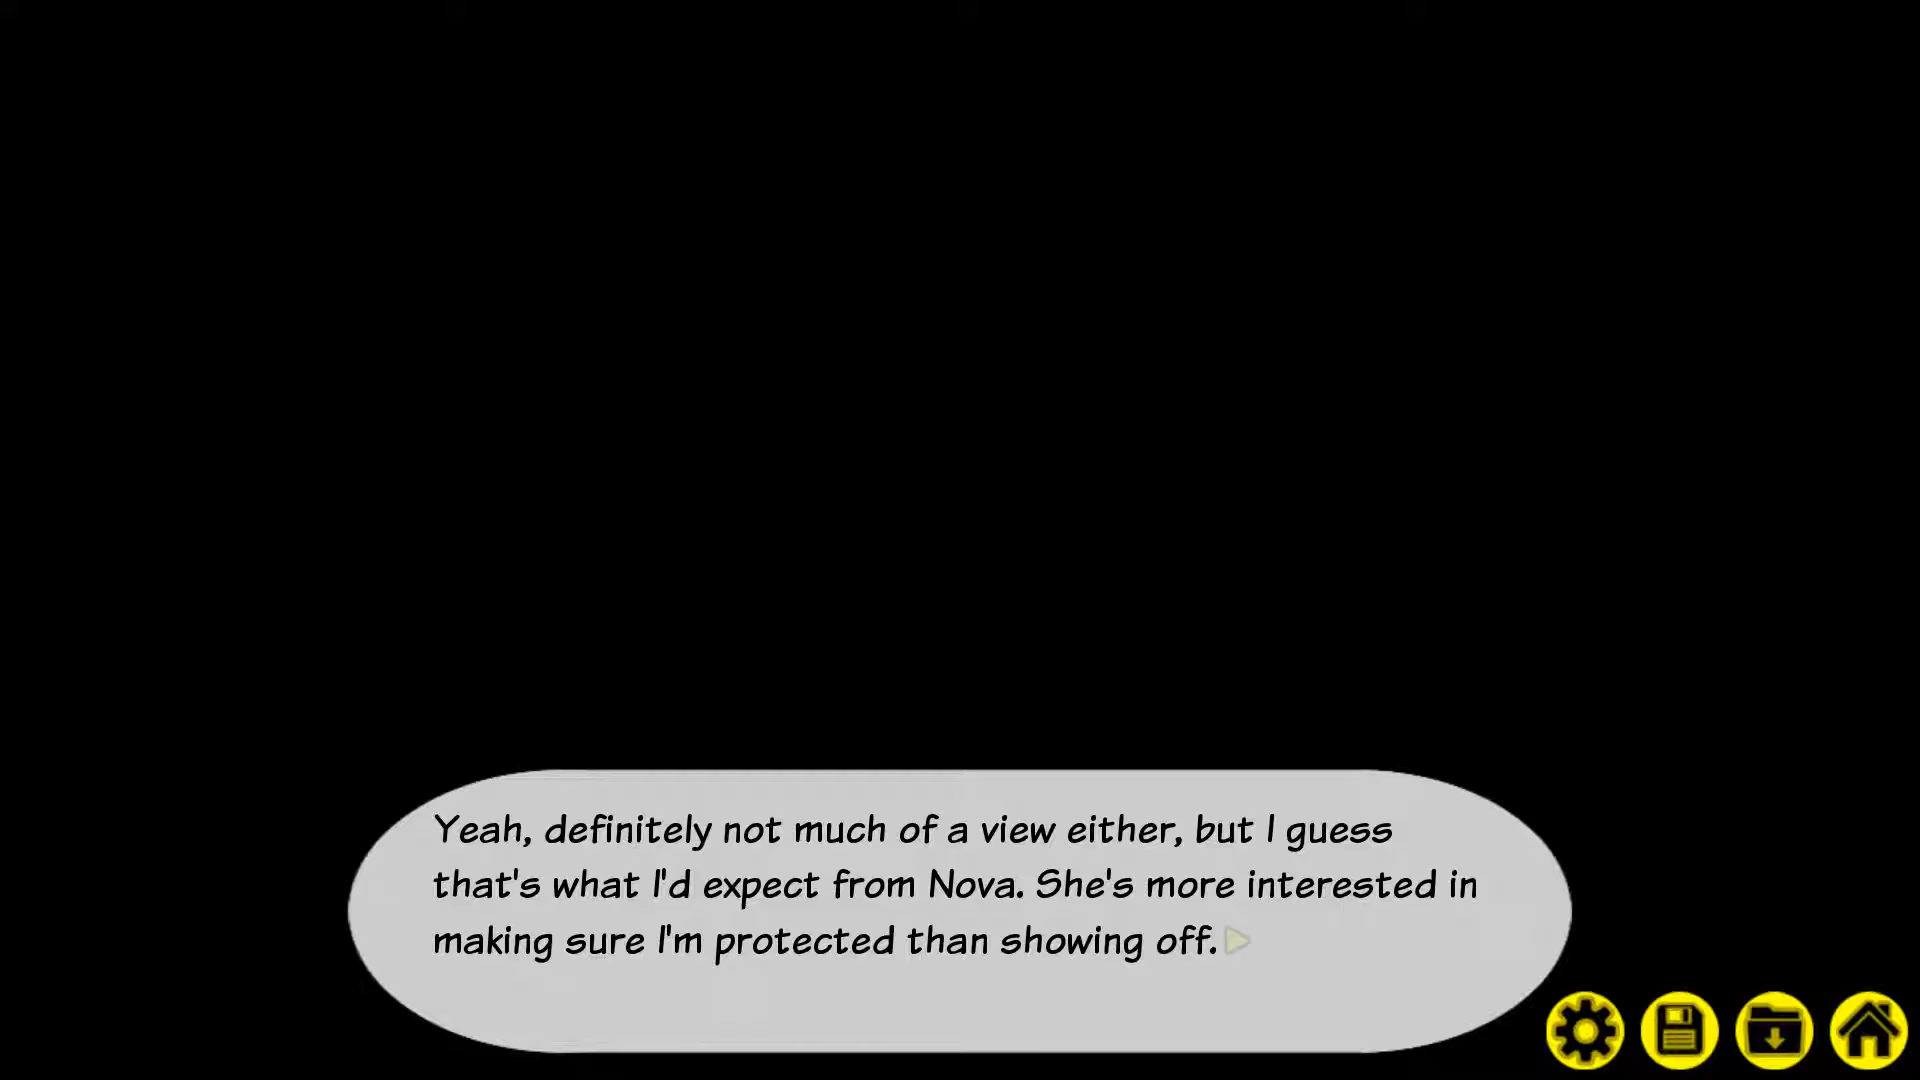 Yeah, definitely not much of a view either, but I guess
that's what I'd expect from Nova. She's more interested in
making sure I'm protected than showing off.